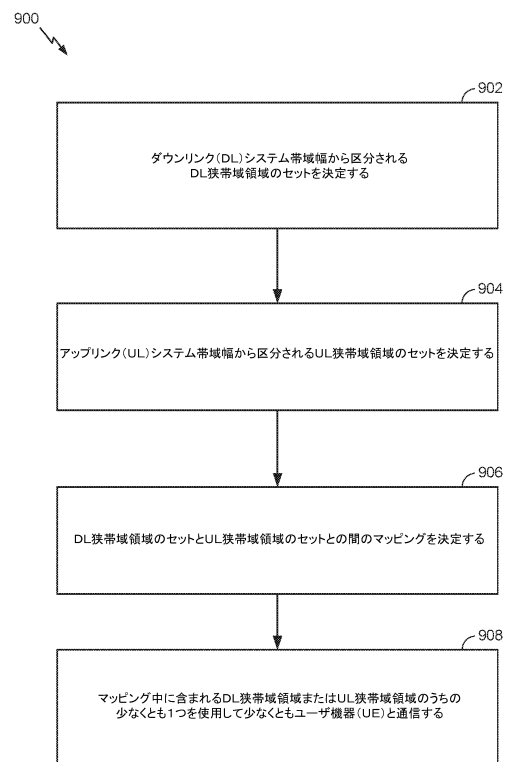 900
902
ダウンリンク（DL）システム帯域幅から区分される
DL狭帯域領域のセットを決定する
904
アップリンク（UL）システム帯域幅から区分されるUL狭帯域領域のセットを決定する
906
DL狭帯域領域のセットとUL狭帯域領域のセットとの間のマッピングを決定する
908
マッピング中に含まれるDL狭帯域領域またはUL狭帯域領域のうちの
少なくとも1つを使用して少なくともユーザ機器（UE）と通信する